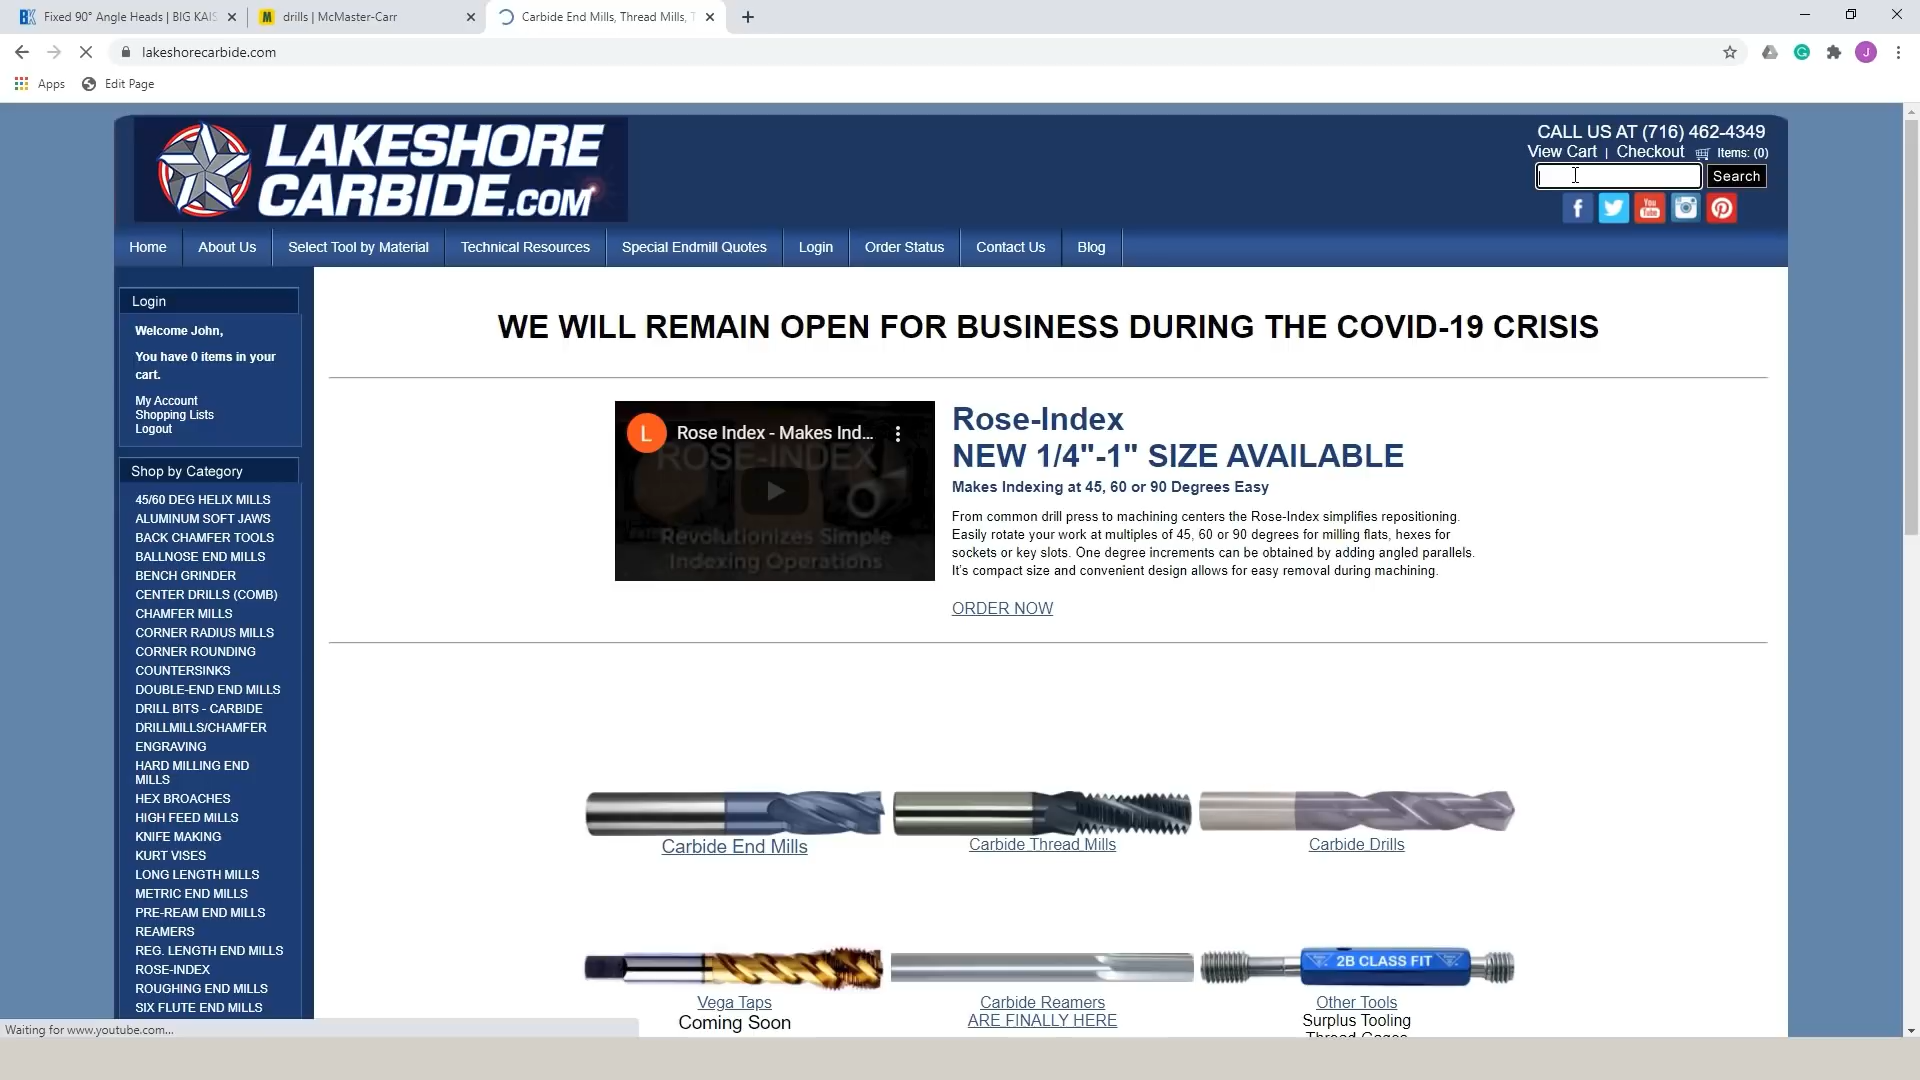 Fixed 90° Angle Heads | BIG KAIS
drills | McMaster-Carr
Carbide End Mills, Thread Mills, T
lakeshorecarbide.com
Apps
Edit Page
LAKESHORE
CARBIDE.COM
CALL US AT (716) 462-4349
View Cart | Checkout Items: (0)
Search
Home
About Us
Select Tool by Material
Technical Resources
Special Endmill Quotes
Login
Order Status
Contact Us
Blog
Login
Welcome John,
You have 0 items in your
cart.
My Account
Shopping Lists
Logout
Shop by Category
45/60 DEG HELIX MILLS
ALUMINUM SOFT JAWS
BACK CHAMFER TOOLS
BALLNOSE END MILLS
BENCH GRINDER
CENTER DRILLS (COMB)
CHAMFER MILLS
CORNER RADIUS MILLS
CORNER ROUNDING
COUNTERSINKS
DOUBLE-END END MILLS
DRILL BITS - CARBIDE
DRILLMILLS/CHAMFER
ENGRAVING
HARD MILLING END
MILLS
HEX BROACHES
HIGH FEED MILLS
KNIFE MAKING
KURT VISES
LONG LENGTH MILLS
METRIC END MILLS
PRE-REAM END MILLS
REAMERS
REG. LENGTH END MILLS
ROSE-INDEX
ROUGHING END MILLS
SIX FLUTE END MILLS
WE WILL REMAIN OPEN FOR BUSINESS DURING THE COVID-19 CRISIS
L
Rose Index - Makes Ind...
ROSE-INDEX
Revolutionizes Simple
Indexing Operations
Rose-Index
NEW 1/4"-1" SIZE AVAILABLE
Makes Indexing at 45, 60 or 90 Degrees Easy
From common drill press to machining centers the Rose-Index simplifies repositioning.
Easily rotate your work at multiples of 45, 60 or 90 degrees for milling flats, hexes for
sockets or key slots. One degree increments can be obtained by adding angled parallels.
It's compact size and convenient design allows for easy removal during machining.
ORDER NOW
Carbide End Mills
Carbide Thread Mills
Carbide Drills
2B CLASS FIT
Vega Taps
Coming Soon
Carbide Reamers
ARE FINALLY HERE
Other Tools
Surplus Tooling
Thread Gages
Waiting for www.youtube.com...